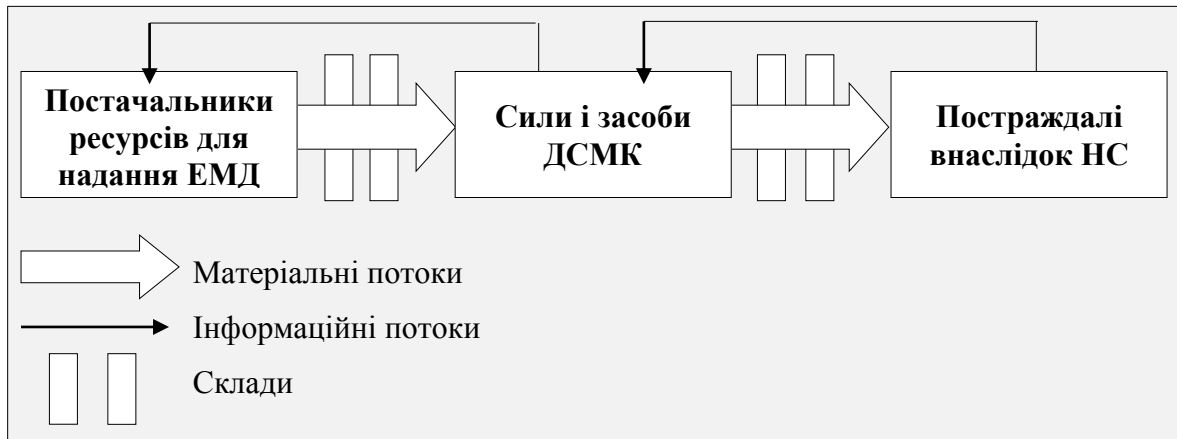 Постачальники
ресурсів для
надання ЕМД
Сили і засоби
ДСМК
Постраждалі
внаслідок НС
Матеріальні потоки
Інформаційні потоки
Склади